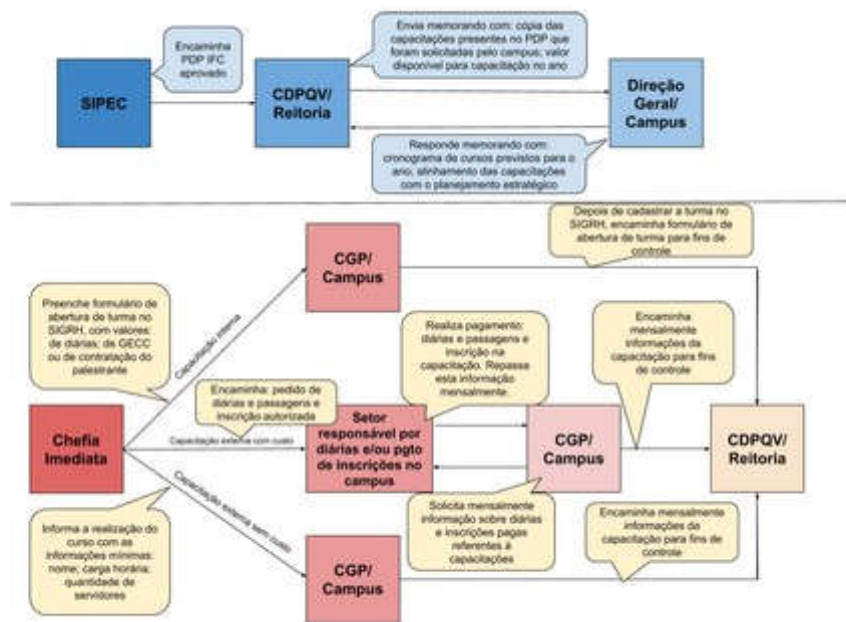 Encaminha
PDP IFC
aprovado
Envia memorando com: cópia das
capacitações presentes no PDP que
foram solicitadas pelo campus; valor
disponível para capacitação no ano
SIPEC
CDPQV/
Reitoria
Direção
Geral/
Campus
Responde memorando com:
cronograma de cursos previstos para o
ano; alinhamento das capacitações
com o planejamento estratégico
Depois de cadastrar a turma no
SIGRH, encaminha formulário de
abertura de turma para fins de
controle
CGP/
Campus
Preenche formulário de
abertura de turma no
SIGRH, com valores:
de diárias; de GECC
ou de contratação do
palestrante
Capacitação interna
Realiza pagamento:
diárias e passagens e
inscrição na
capacitação. Repassa
esta informação
mensalmente.
Encaminha
mensalmente
informações da
capacitação para fins
de controle
Encaminha: pedido de
diárias e passagens e
inscrição autorizada
Chefia
Imediata
Capacitação externa com custo
Setor
responsável por
diárias e/ou pgto
de inscrições no
campus
CGP/
Campus
CDPQV/
Reitoria
Capacitação externa sem custo
Informa a realização do
curso com as
informações mínimas:
nome; carga horária;
quantidade de
servidores
Solicita mensalmente
informação sobre diárias
e inscrições pagas
referentes à
capacitações
Encaminha mensalmente
informações da
capacitação para fins de
controle
CGP/
Campus